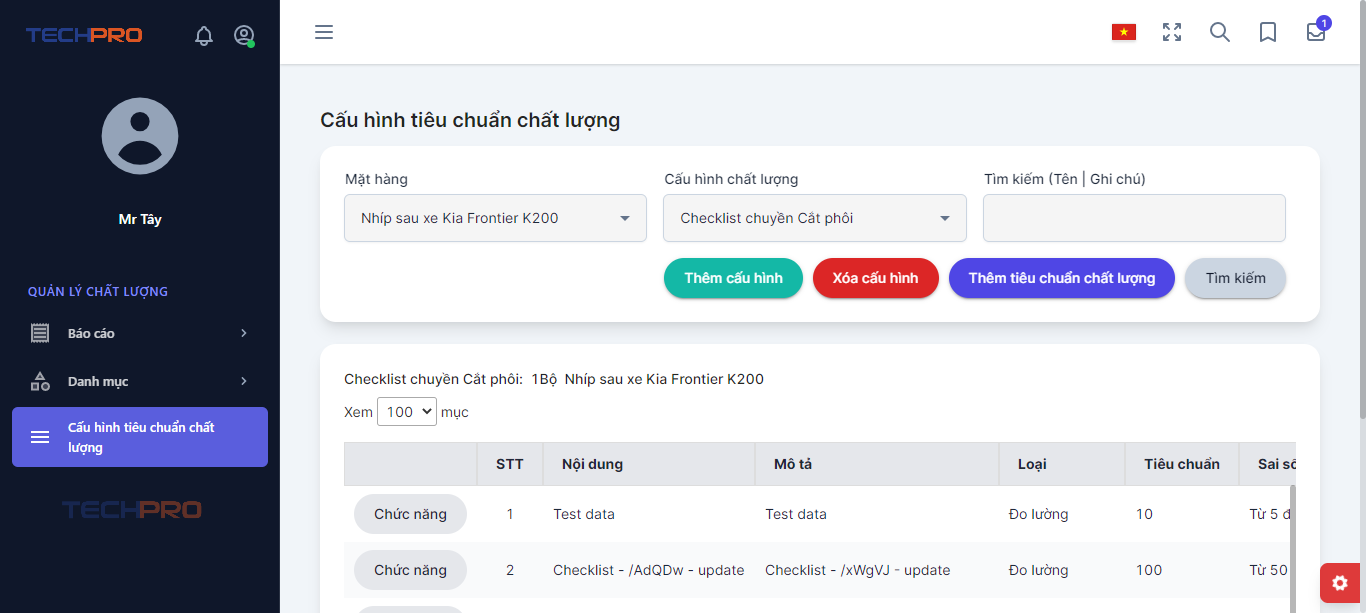 TECHPRO
1
Mr Tây
QUẢN LÝ CHẤT LƯỢNG
Báo cáo
Danh mục
Cấu hình tiêu chuẩn chất
lượng
TECHPRO
Cấu hình tiêu chuẩn chất lượng
Mặt hàng Cấu hình chất lượng Tìm kiếm (Tên | Ghi chú)
Nhíp sau xe Kia Frontier K200 Checklist chuyền Cắt phôi
Thêm cấu hình Xóa cấu hình Thêm tiêu chuẩn chất lượng Tìm kiếm
Checklist chuyền Cắt phôi: 1Bộ Nhíp sau xe Kia Frontier K200
Xem 100 mục
STT Nội dung Mô tả Loại Tiêu chuẩn Sai số
Chức năng 1 Test data Test data Đo lường 10 Từ 5 đ
Chức năng 2 Checklist - /AdQDw - update Checklist - /xWgVJ - update Đo lường 100 Từ 50